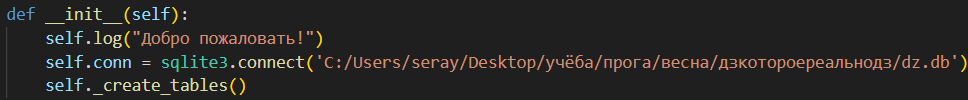 def __init__(self):
self.log("Добро пожаловать!")
self.conn = sqlite3.connect('C:/Users/seray/Desktop/учёба/прога/весна/дзкотороереальнодз/dz.db')
self._create_tables()